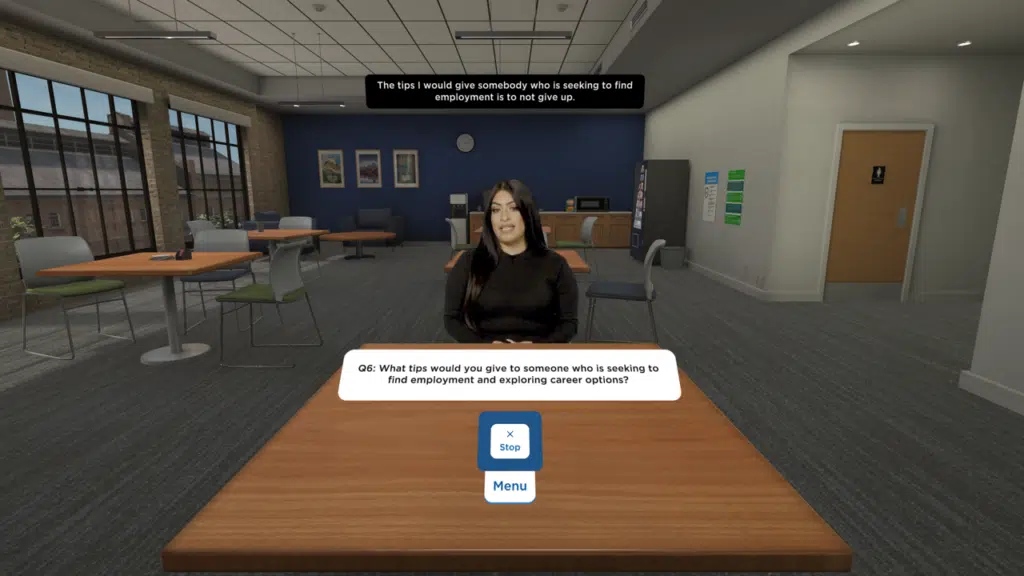 The tips I would give somebody who is seeking to find
employment is to not give up.
Q6: What tips would you give to someone who is seeking to
find employment and exploring career options?
×
Stop
Menu